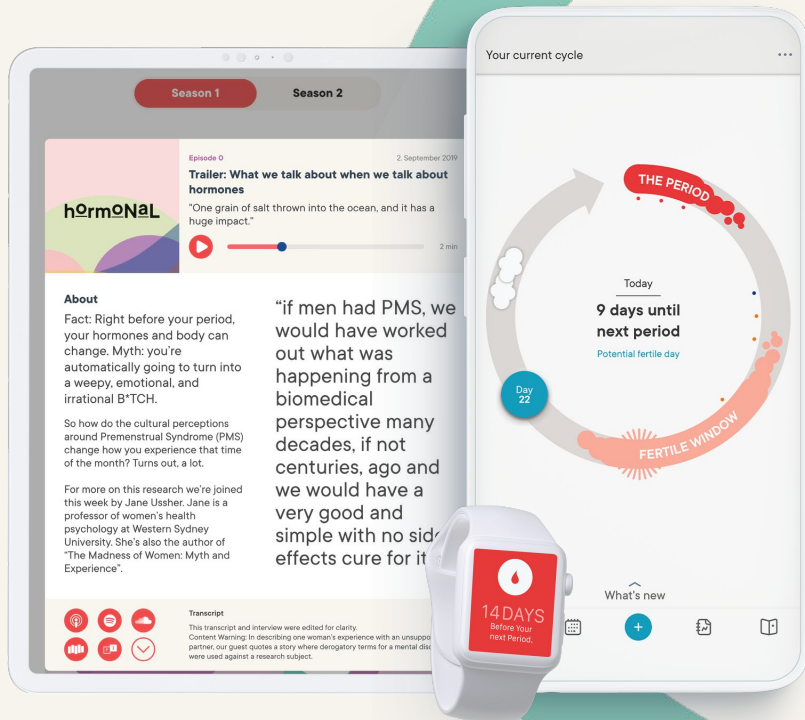 Season 1
Season 2
hormonal
Episode 0
2. September 2019
Trailer: What we talk about when we talk about
hormones
"One grain of salt thrown into the ocean, and it has a
huge impact."
2 min
About
Fact: Right before your period,
your hormones and body can
change. Myth: you're
automatically going to turn into
a weepy, emotional, and
irrational B*TCH.
So how do the cultural perceptions
around Premenstrual Syndrome (PMS)
change how you experience that time
of the month? Turns out, a lot.
For more on this research we're joined
this week by Jane Ussher. Jane is a
professor of women's health
psychology at Western Sydney
University. She's also the author of
"The Madness of Women: Myth and
Experience".
"if men had PMS, we
would have worked
out what was
happening from a
biomedical
perspective many
decades, if not
centuries, ago and
we would have a
very good and
simple with no side
effects cure for it
Transcript
This transcript and interview were edited for clarity.
Content Warning: In describing one woman's experience with an
partner, our guest quotes a story where derogatory terms for a mental
were used against a research subject.
Your current cycle
THE PERIOD
Today
9 days until
next period
Potential fertile day
Day
22
FERTILE WINDOW
What's new
14 DAYS
Before Your
next Period.